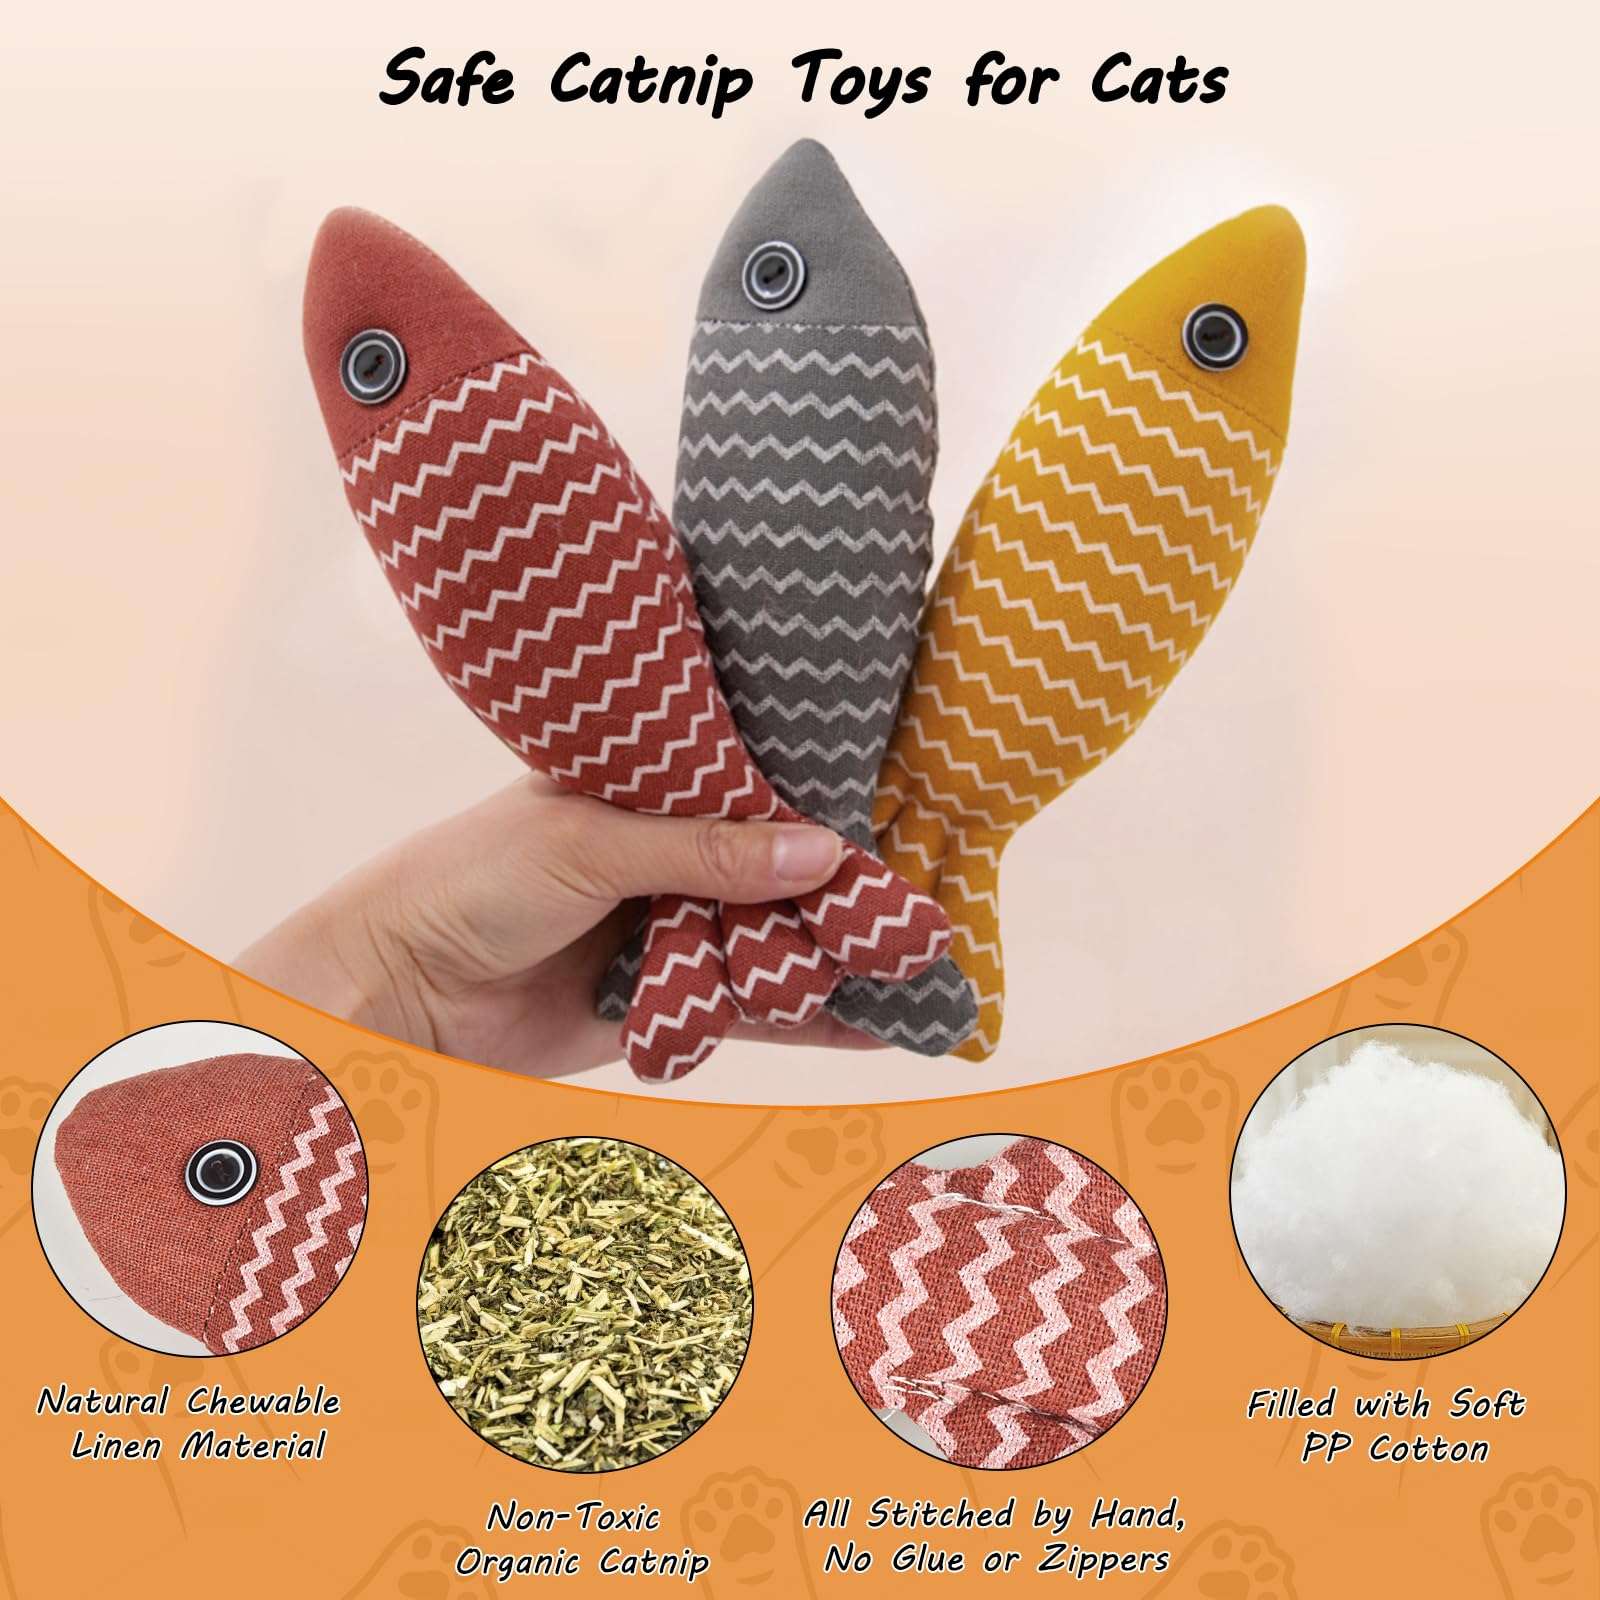 Safe Catnip Toys for Cats
Natural Chewable
Linen Material
Non-Toxic
Organic Catnip
All Stitched by Hand,
No Glue or Zippers
Filled with Soft
PP Cotton